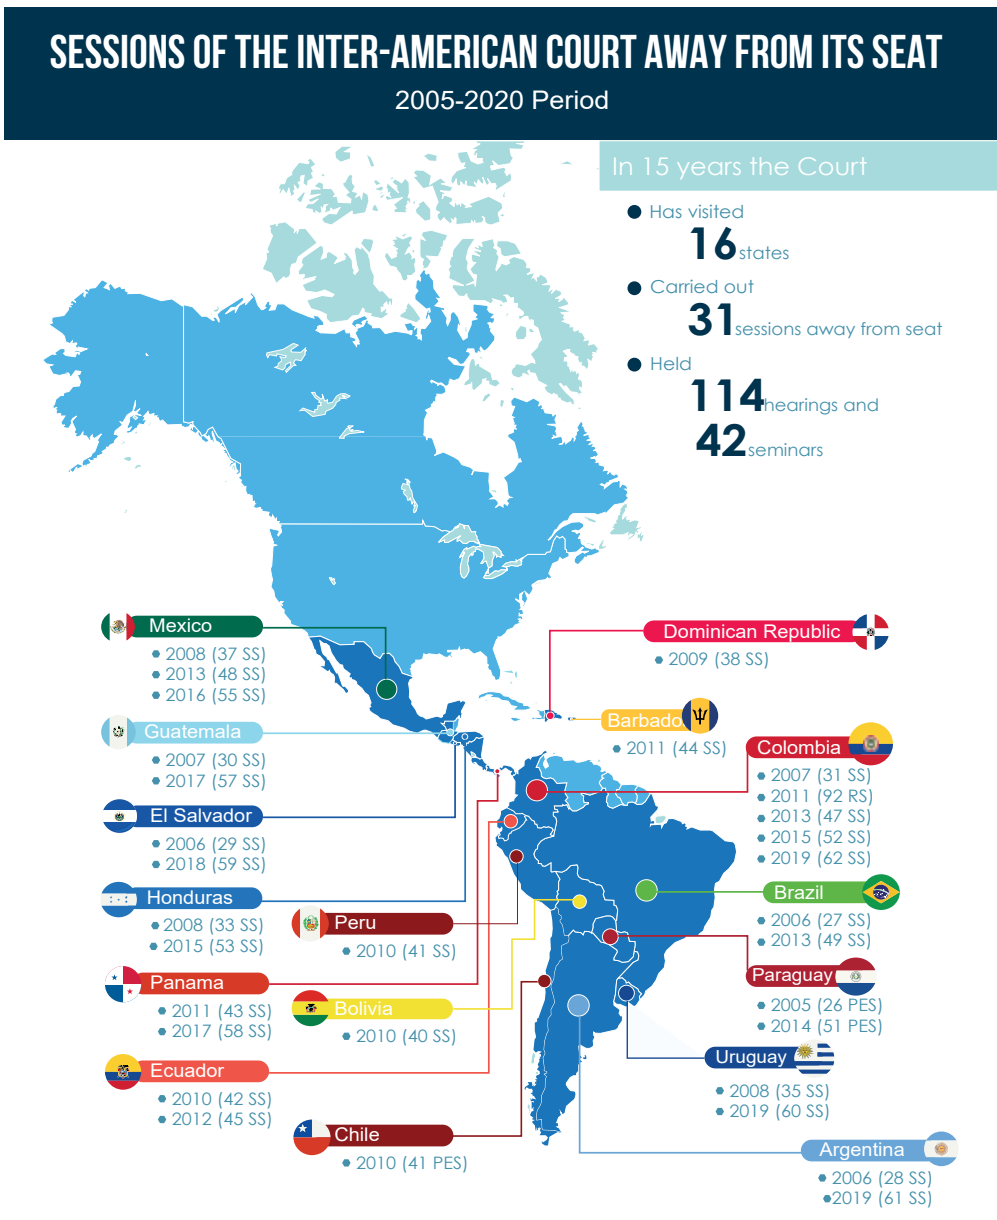 SESSIONS OF THE INTER-AMERICAN COURT AWAY FROM ITS SEAT
2005-2020 Period
In 15 years the Court
Has visited
16 states
Carried out
31 sessions away from seat
Held
114 hearings and
42 seminars
Mexico
2008 (37 SS)
2013 (48 SS)
2016 (55 SS)
Guatemala
2007 (30 SS)
2017 (57 SS)
El Salvador
2006 (29 SS)
2018 (59 SS)
Honduras
2008 (33 SS)
2015 (53 SS)
Panama
2011 (43 SS)
2017 (58 SS)
Ecuador
2010 (42 SS)
2012 (45 SS)
Peru
2010 (41 SS)
Bolivia
2010 (40 SS)
Chile
2010 (41 PES)
Dominican Republic
2009 (38 SS)
Barbado
2011 (44 SS)
Colombia
2007 (31 SS)
2011 (92 RS)
2013 (47 SS)
2015 (52 SS)
2019 (62 SS)
Brazil
2006 (27 SS)
2013 (49 SS)
Paraguay
2005 (26 PES)
2014 (51 PES)
Uruguay
2008 (35 SS)
2019 (60 SS)
Argentina
2006 (28 SS)
2019 (61 SS)